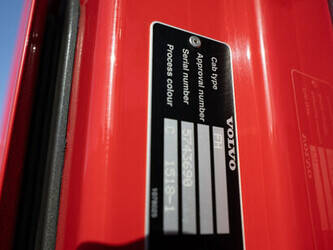 VOLVO
Cab type FH
Approval number
Serial number 5743690
Process colour C 1518-1